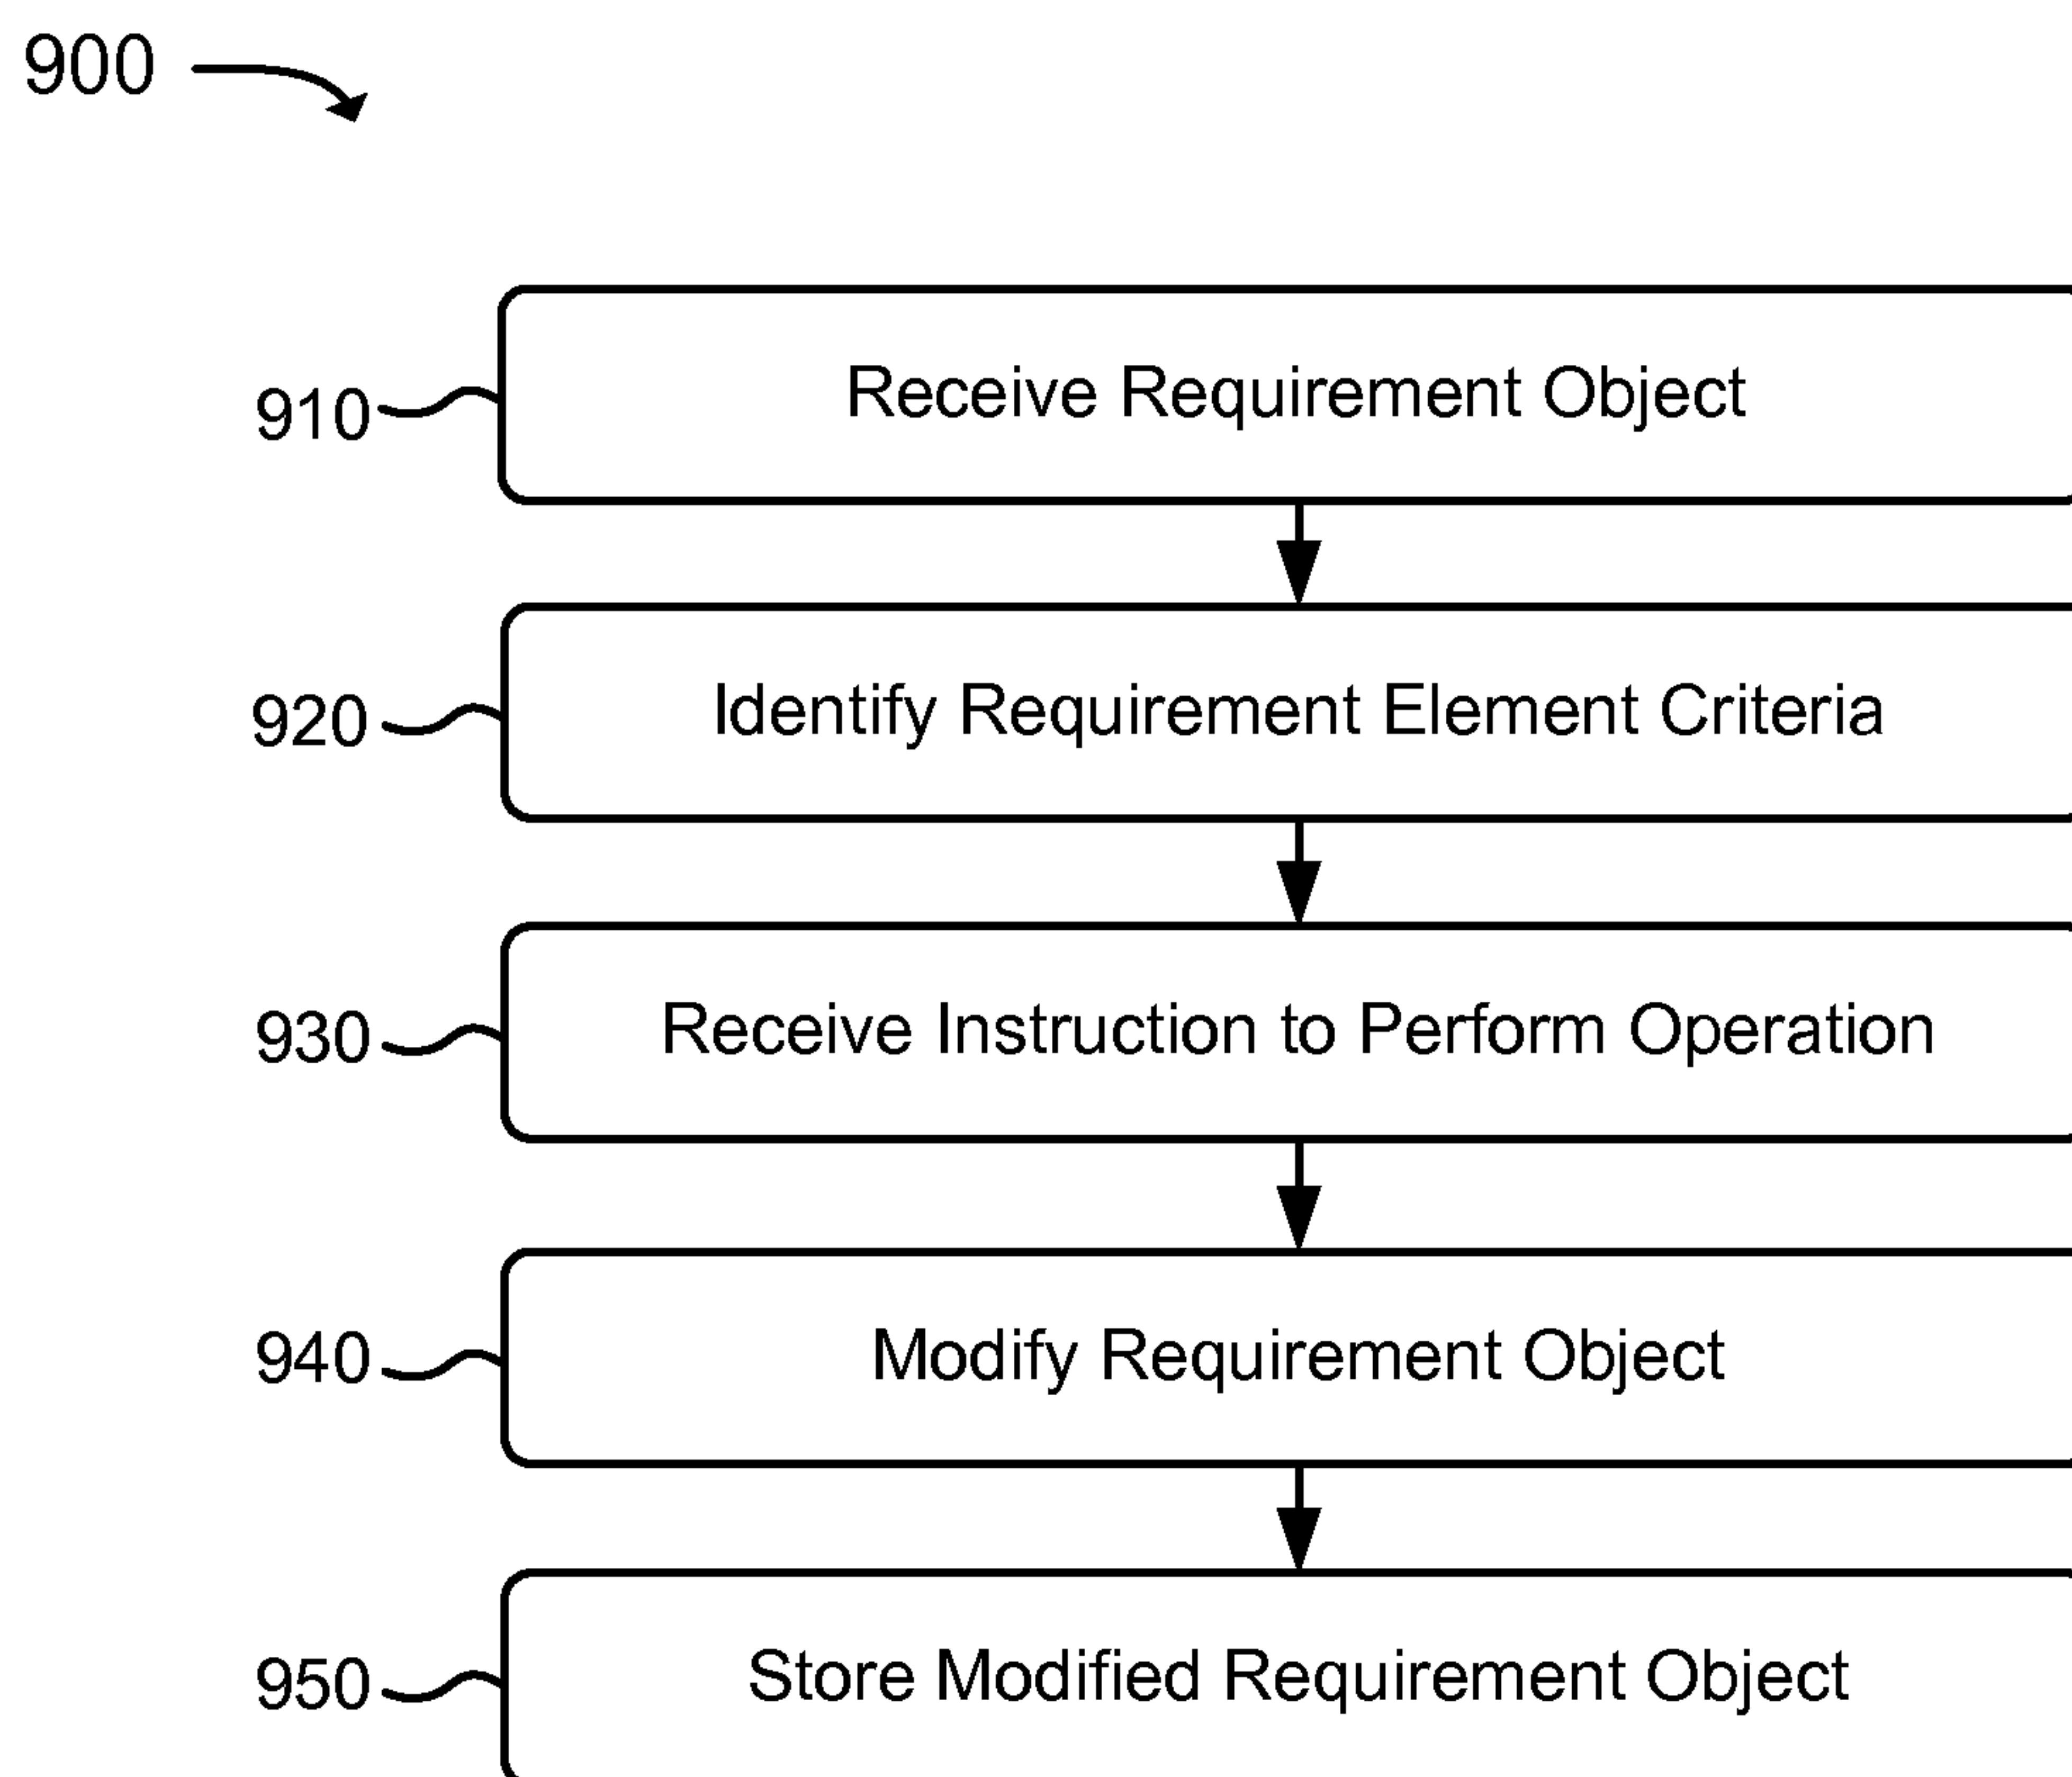 900
910 Receive Requirement Object
920 Identify Requirement Element Criteria
930 Receive Instruction to Perform Operation
940 Modify Requirement Object
950 Store Modified Requirement Object